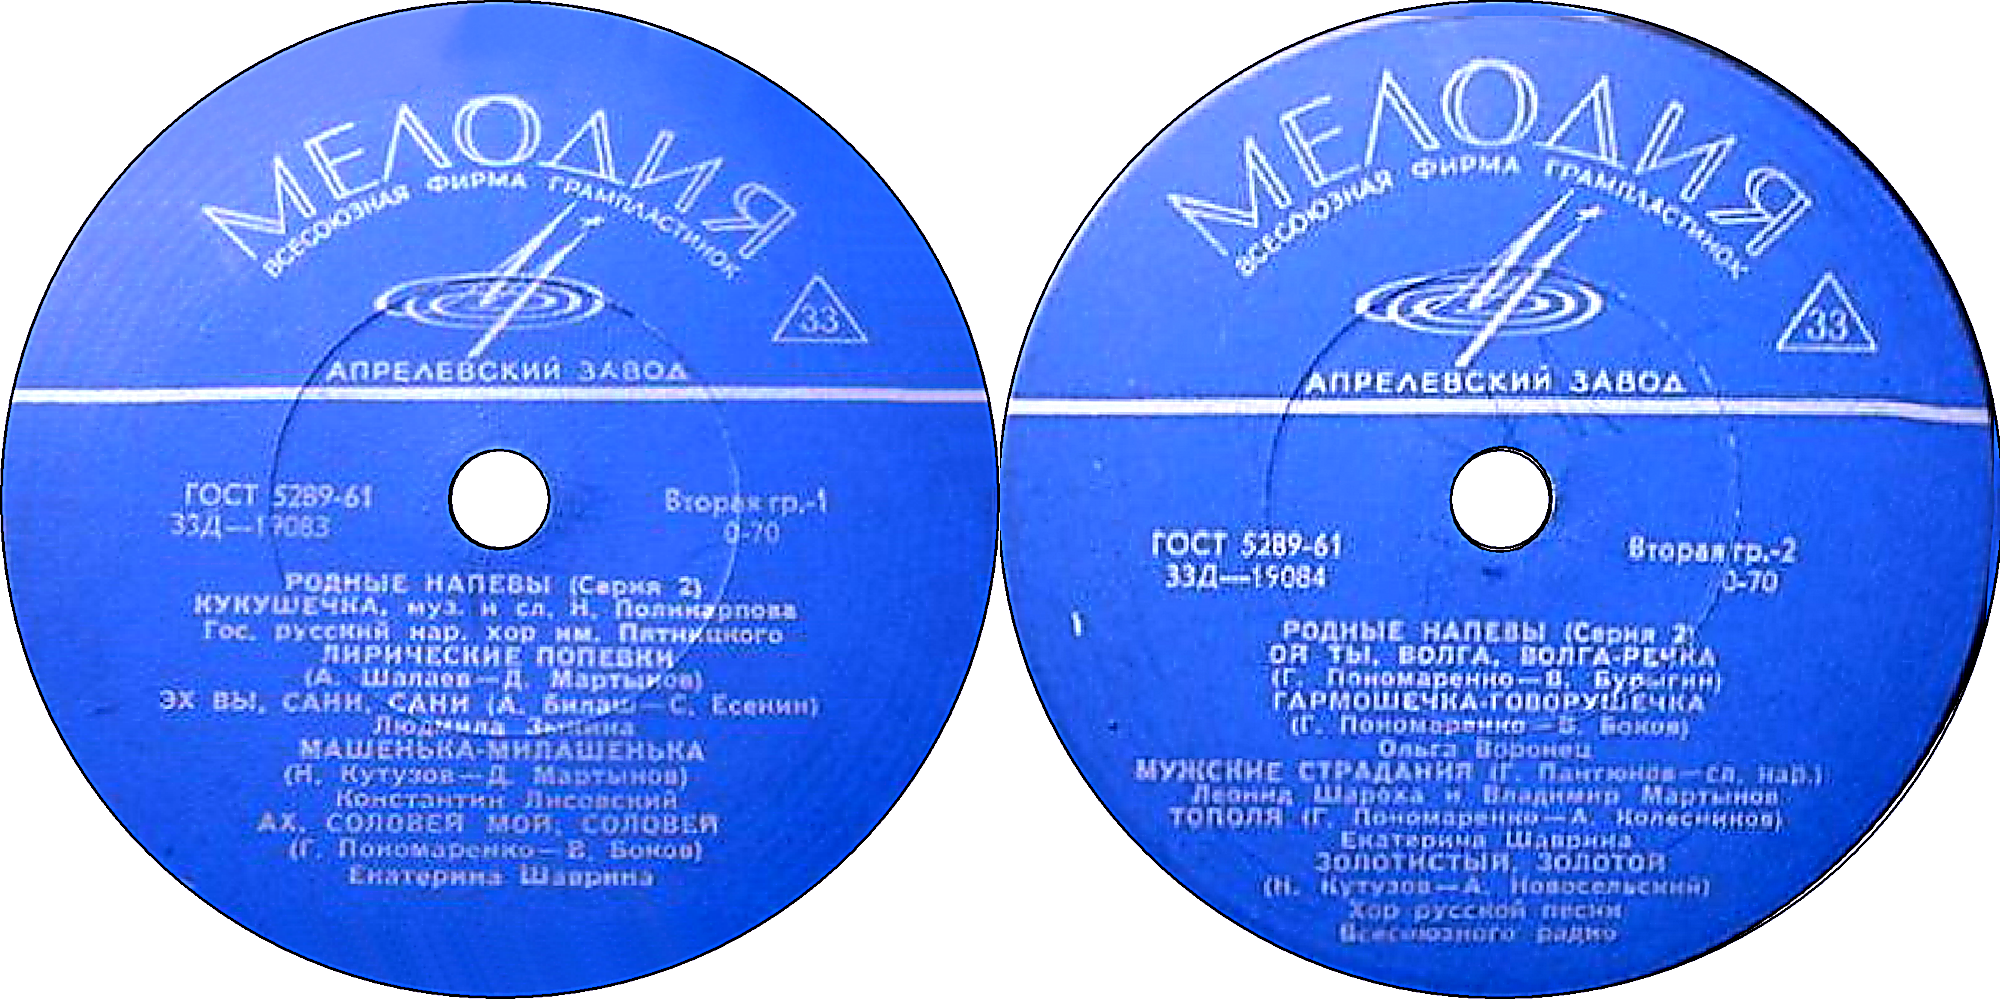 МЕЛОДИЯ
ВСЕСОЮЗНАЯ ФИРМА ГРАМПЛАСТИНОК
33
АПРЕЛЕВСКИЙ ЗАВОД
ГОСТ 5289-61
Вторая гр.-1
33Д—19083
0-70
РОДНЫЕ НАПЕВЫ (Серия 2)
КУКУШЕЧКА, муз. и сл. Н. Поликарпова
Гос. русский нар. хор им. Пятницкого
ЛИРИЧЕСКИЕ ПОПЕВКИ
(А. Шалаев—Д. Мартынов)
ЭХ ВЫ, САНИ, САНИ (А. Билаш—С. Есенин)
Людмила Зыкина
МАШЕНЬКА-МИЛАШЕНЬКА
(Н. Кутузов—Д. Мартынов)
Константин Лисовский
АХ, СОЛОВЕЙ МОЙ, СОЛОВЕЙ
(Г. Пономаренко—В. Боков)
Екатерина Шаврина
МЕЛОДИЯ
ВСЕСОЮЗНАЯ ФИРМА ГРАМПЛАСТИНОК
33
АПРЕЛЕВСКИЙ ЗАВОД
ГОСТ 5289-61
Вторая гр.-2
33Д—19084
0-70
1
РОДНЫЕ НАПЕВЫ (Серия 2)
ОЙ ТЫ, ВОЛГА, ВОЛГА-РЕЧКА
(Г. Пономаренко—В. Бурыгин)
ГАРМОШЕЧКА-ГОВОРУШЕЧКА
(Г. Пономаренко—В. Боков)
Ольга Воронец
МУЖСКИЕ СТРАДАНИЯ (Г. Пантюков—сл. нар.)
Леонид Шароха и Владимир Мартынов
ТОПОЛЯ (Г. Пономаренко—А. Колесников)
Екатерина Шаврина
ЗОЛОТИСТЫЙ, ЗОЛОТОЙ
(Н. Кутузов—А. Новосельский)
Хор русской песни
Всесоюзного радио